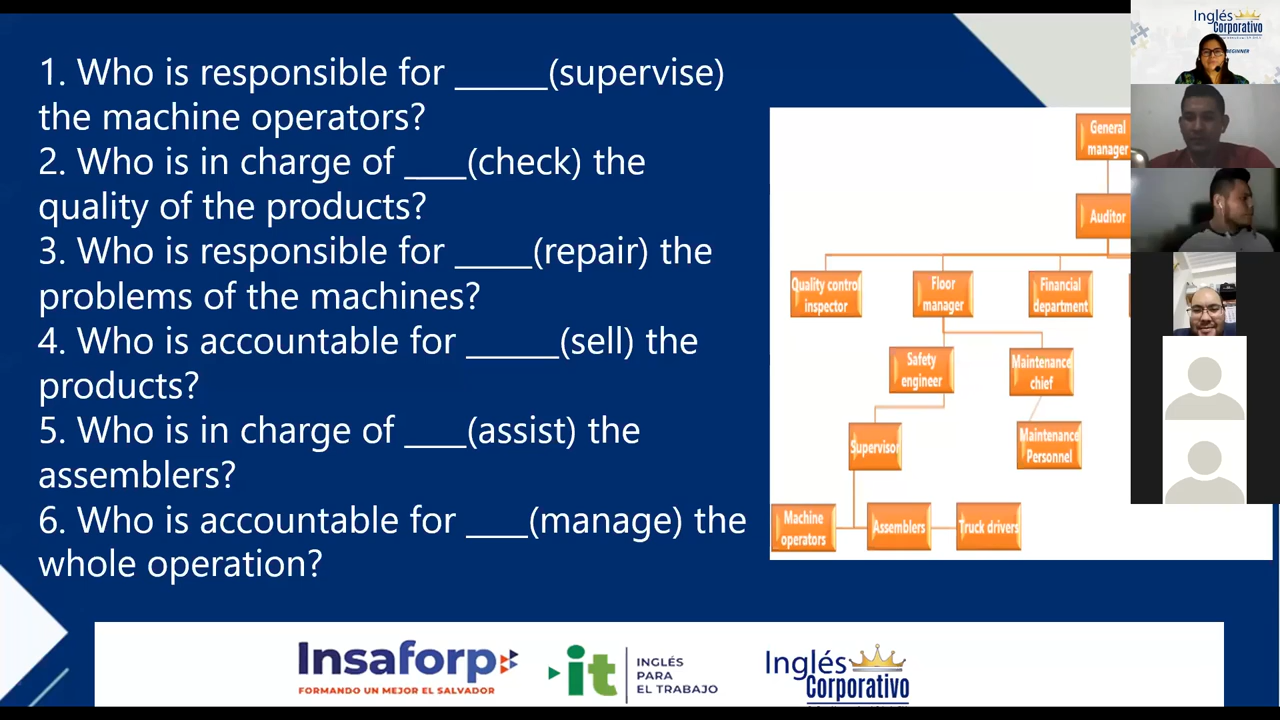 1. Who is responsible for ______(supervise)
the machine operators?
2. Who is in charge of ____(check) the
quality of the products?
3. Who is responsible for _____(repair) the
problems of the machines?
4. Who is accountable for ______(sell) the
products?
5. Who is in charge of ____(assist) the
assemblers?
6. Who is accountable for ____(manage) the
whole operation?
General
manager
Auditor
Quality control
inspector
Floor
manager
Financial
department
Safety
engineer
Maintenance
chief
Supervisor
Maintenance
Personnel
Machine
operators
Assemblers
Truck drivers
Inglés
Corporativo
BEGINNER
Insaforp
FORMANDO UN MEJOR EL SALVADOR
it
INGLÉS
PARA
EL TRABAJO
Inglés
Corporativo